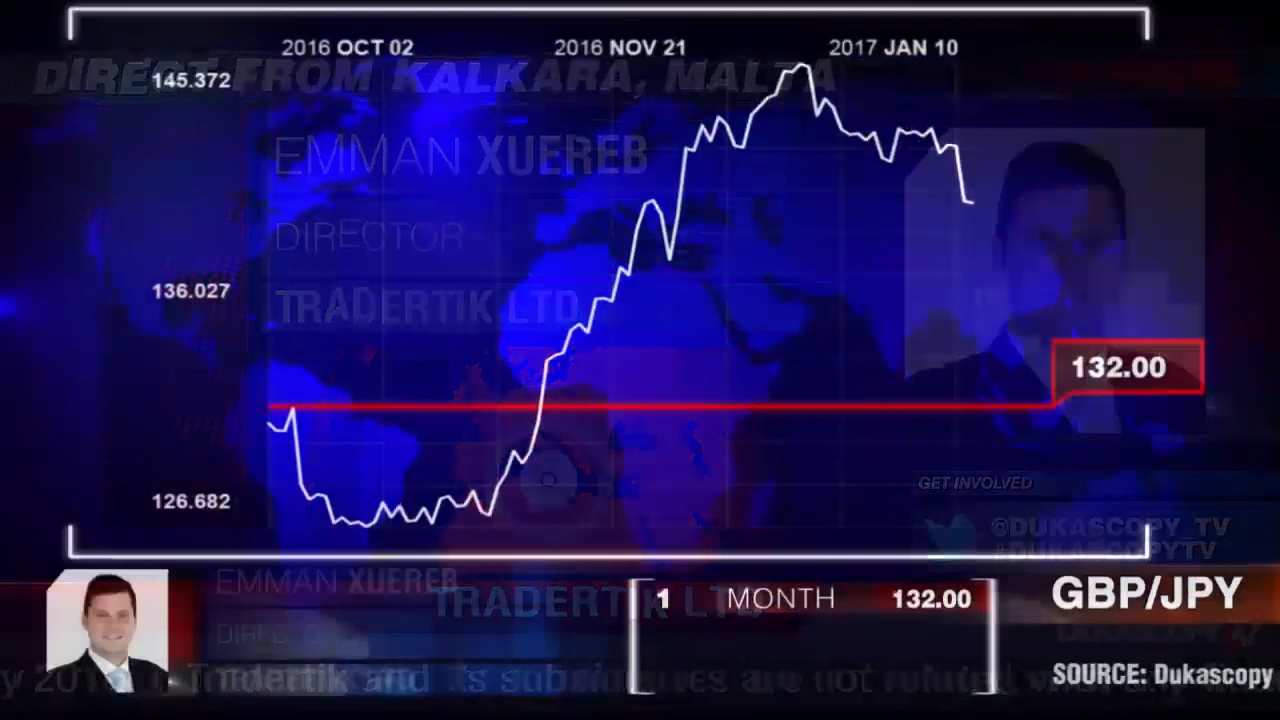 2016 OCT 02 2016 NOV 21 2017 JAN 10
DIRECT FROM KALKARA, MALTA
145.372
EMMAN XUEREB
DIRECTOR
136.027
TRADERTIK LTD
132.00
126.682
GET INVOLVED
@DUKASCOPY_TV
#DUKASCOPYTV
EMMAN XUEREB
TRADERTIK LTD
1 MONTH 132.00
GBP/JPY
Tradertik and its subsidiaries are not
SOURCE: Dukascopy